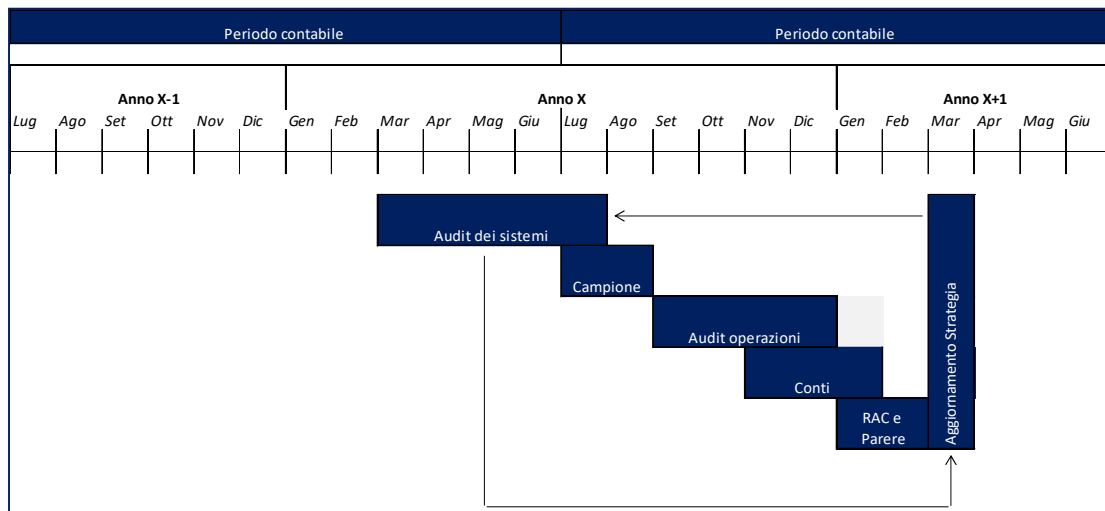 Periodo contabile Periodo contabile
Anno X-1 Anno X Anno X+1
Lug Ago Set Ott Nov Dic Gen Feb Mar Apr Mag Giu Lug Ago Set Ott Nov Dic Gen Feb Mar Apr Mag Giu
Audit dei sistemi
Campione
Audit operazioni
Conti
RAC e
Parere
Aggiornamento Strategia